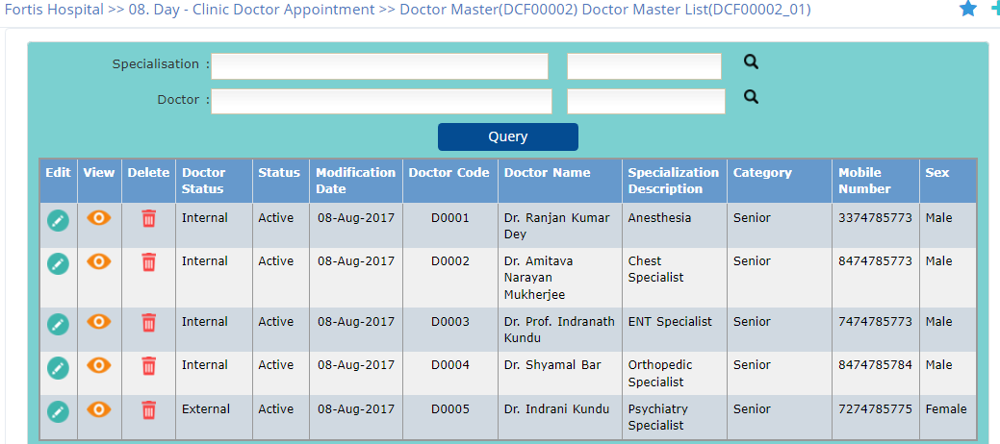 Fortis Hospital >> 08. Day - Clinic Doctor Appointment >> Doctor Master(DCF00002) Doctor Master List(DCF00002_01)
Specialisation :
Doctor :
Query
Edit View Delete Doctor Status Status Modification Date Doctor Code Doctor Name Specialization Description Category Mobile Number Sex
Internal Active 08-Aug-2017 D0001 Dr. Ranjan Kumar Dey Anesthesia Senior 3374785773 Male
Internal Active 08-Aug-2017 D0002 Dr. Amitava Narayan Mukherjee Chest Specialist Senior 8474785773 Male
Internal Active 08-Aug-2017 D0003 Dr. Prof. Indranath Kundu ENT Specialist Senior 7474785773 Male
Internal Active 08-Aug-2017 D0004 Dr. Shyamal Bar Orthopedic Specialist Senior 8474785784 Male
External Active 08-Aug-2017 D0005 Dr. Indrani Kundu Psychiatry Specialist Senior 7274785775 Female